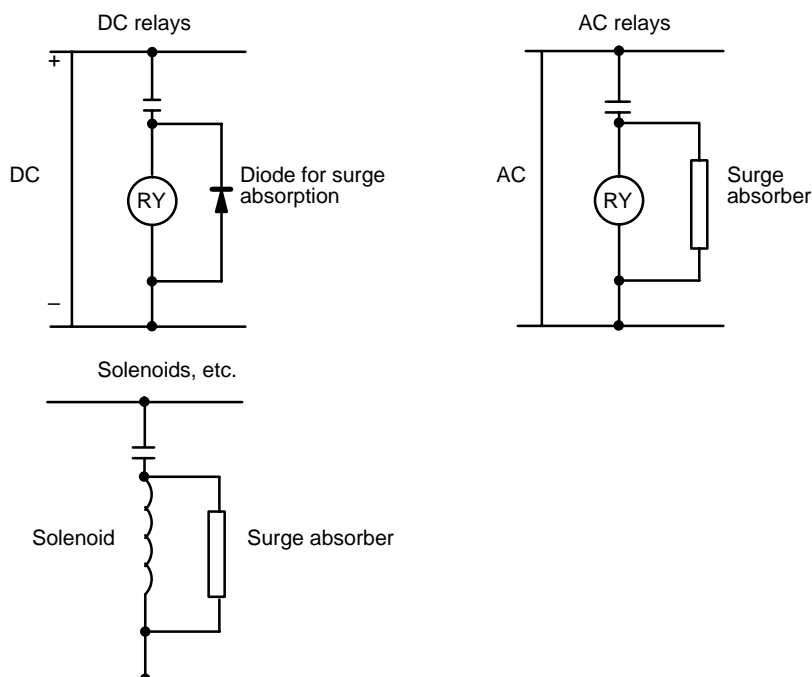 DC relays
+
DC
RY
Diode for surge
absorption
–
AC relays
AC
RY
Surge
absorber
Solenoids, etc.
Solenoid
Surge absorber